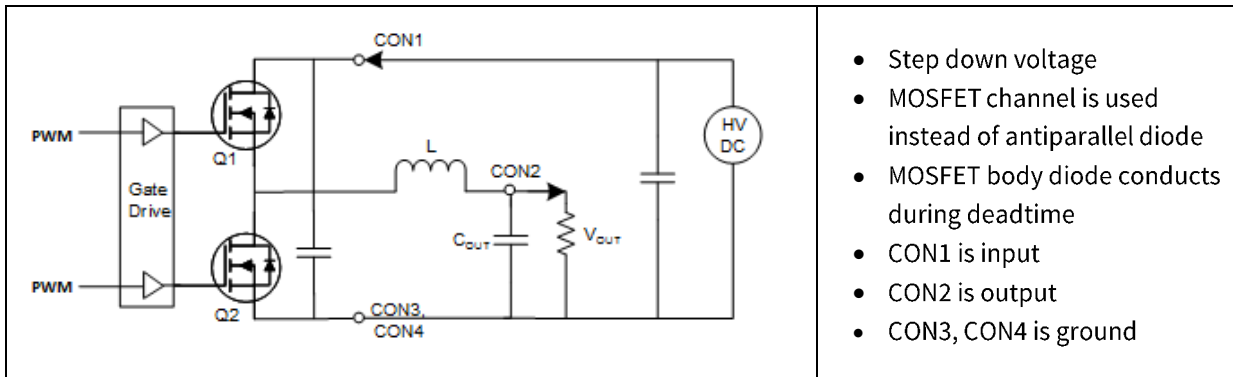 CON1
PWM
Q1
HV
DC
L
CON2
Gate
Drive
COUT
VOUT
PWM
Q2
CON3,
CON4
• Step down voltage
• MOSFET channel is used
instead of antiparallel diode
• MOSFET body diode conducts
during deadtime
• CON1 is input
• CON2 is output
• CON3, CON4 is ground